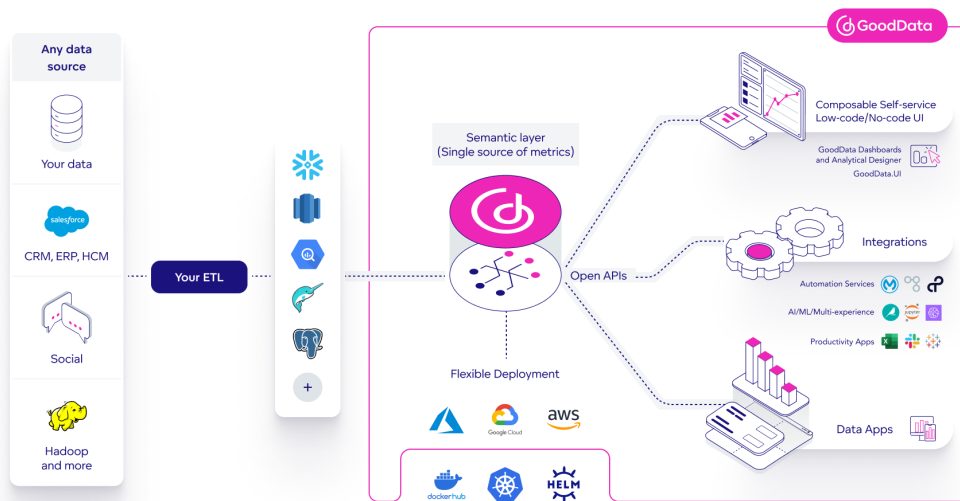 GoodData
Any data
source
Your data
salesforce
CRM, ERP, HCM
Social
Hadoop
and more
Your ETL
+
Semantic layer
(Single source of metrics)
Open APIs
Flexible Deployment
Google Cloud
aws
dockerhub
HELM
Composable Self-service
Low-code/No-code UI
GoodData Dashboards
and Analytical Designer
GoodData.UI
Integrations
Automation Services
AI/ML/Multi-experience
jupyter
Productivity Apps
Data Apps